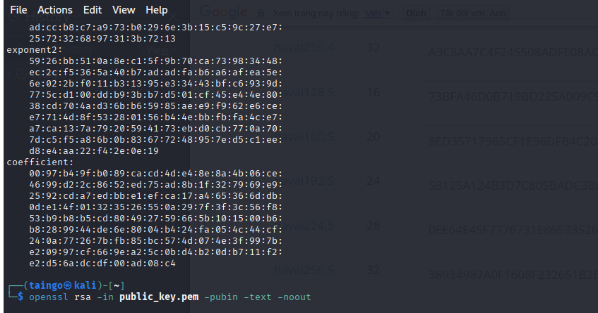 File Actions Edit View Help
ad:cc:b8:c7:a9:73:b0:29:6e:3b:15:c5:9c:27:e7:
25:72:32:68:97:31:3b:72:13
exponent2:
59:26:bb:51:0a:8e:c1:5f:9b:70:ca:73:98:34:48:
ec:2c:f5:36:5a:40:b7:ad:ad:fa:b6:a6:af:ea:5e:
6e:02:2b:f0:11:b3:13:95:e3:34:43:bf:c6:93:9d:
77:5c:d1:00:dd:b9:3b:b7:d5:01:cf:45:e4:4e:80:
38:cd:70:4a:d3:6b:b6:59:85:ae:e9:f9:62:e6:ce:
e7:71:4d:8f:53:28:01:56:b4:4e:bb:fb:fa:4c:e7:
a7:ca:13:7a:79:20:59:41:73:eb:d0:cb:77:0a:70:
7d:c5:f5:a8:6b:0b:83:67:72:48:95:7e:d5:c1:ee:
d8:e4:aa:22:f4:2e:0e:19
coefficient:
00:97:b4:9f:b0:89:ca:cd:4d:e4:8e:8a:4b:06:ce:
46:99:d2:2c:86:52:ed:75:ad:8b:1f:32:79:69:e9:
25:92:cd:a7:ed:bb:e1:ef:ca:17:a4:65:36:6d:db:
0d:e1:4f:01:32:35:26:55:0a:29:7f:3f:3c:56:f8:
53:b9:b8:b5:cd:80:49:27:59:66:5b:10:15:00:b6:
b8:28:99:44:de:6e:80:04:b4:24:fa:05:4c:44:cf:
24:0a:77:26:7b:fb:85:bc:57:4d:07:4e:3f:99:7b:
e2:09:97:cf:66:9e:a2:5c:0b:d4:b2:0d:b7:11:f2:
e2:d5:6a:dc:df:00:ad:08:c4
(taingo㉿kali)-[~]
$ openssl rsa -in public_key.pem -pubin -text -noout